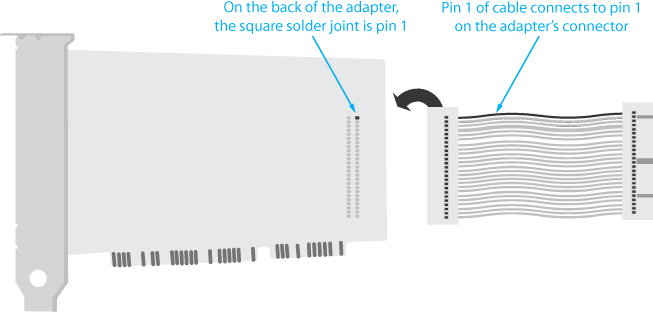 On the back of the adapter,
the square solder joint is pin 1
Pin 1 of cable connects to pin 1
on the adapter's connector